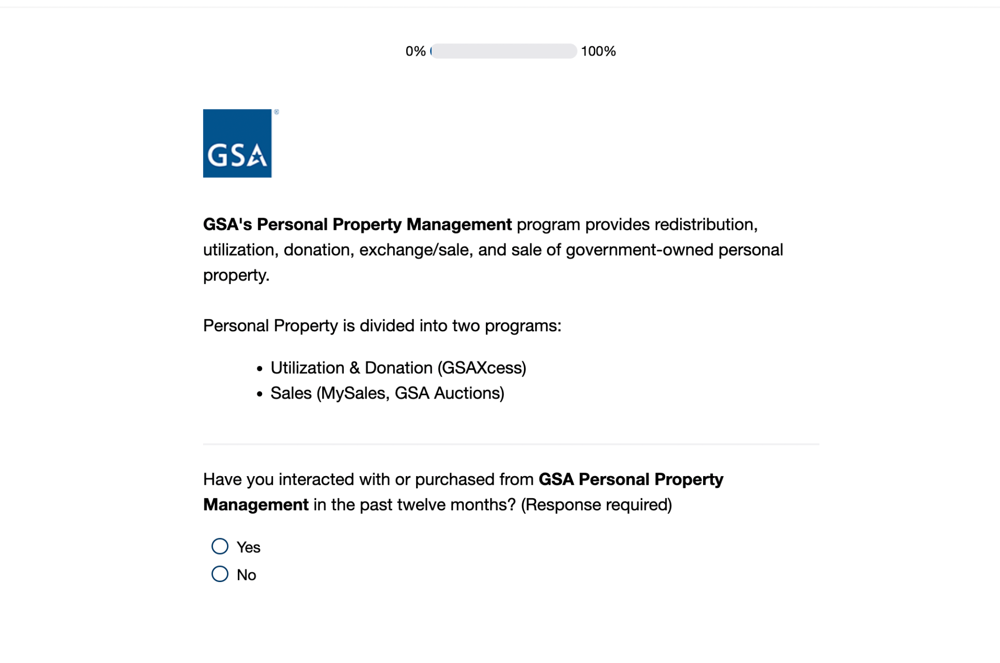 0% 100%
GSA®
GSA's Personal Property Management program provides redistribution,
utilization, donation, exchange/sale, and sale of government-owned personal
property.
Personal Property is divided into two programs:
• Utilization & Donation (GSAXcess)
• Sales (MySales, GSA Auctions)
Have you interacted with or purchased from GSA Personal Property
Management in the past twelve months? (Response required)
Yes
No